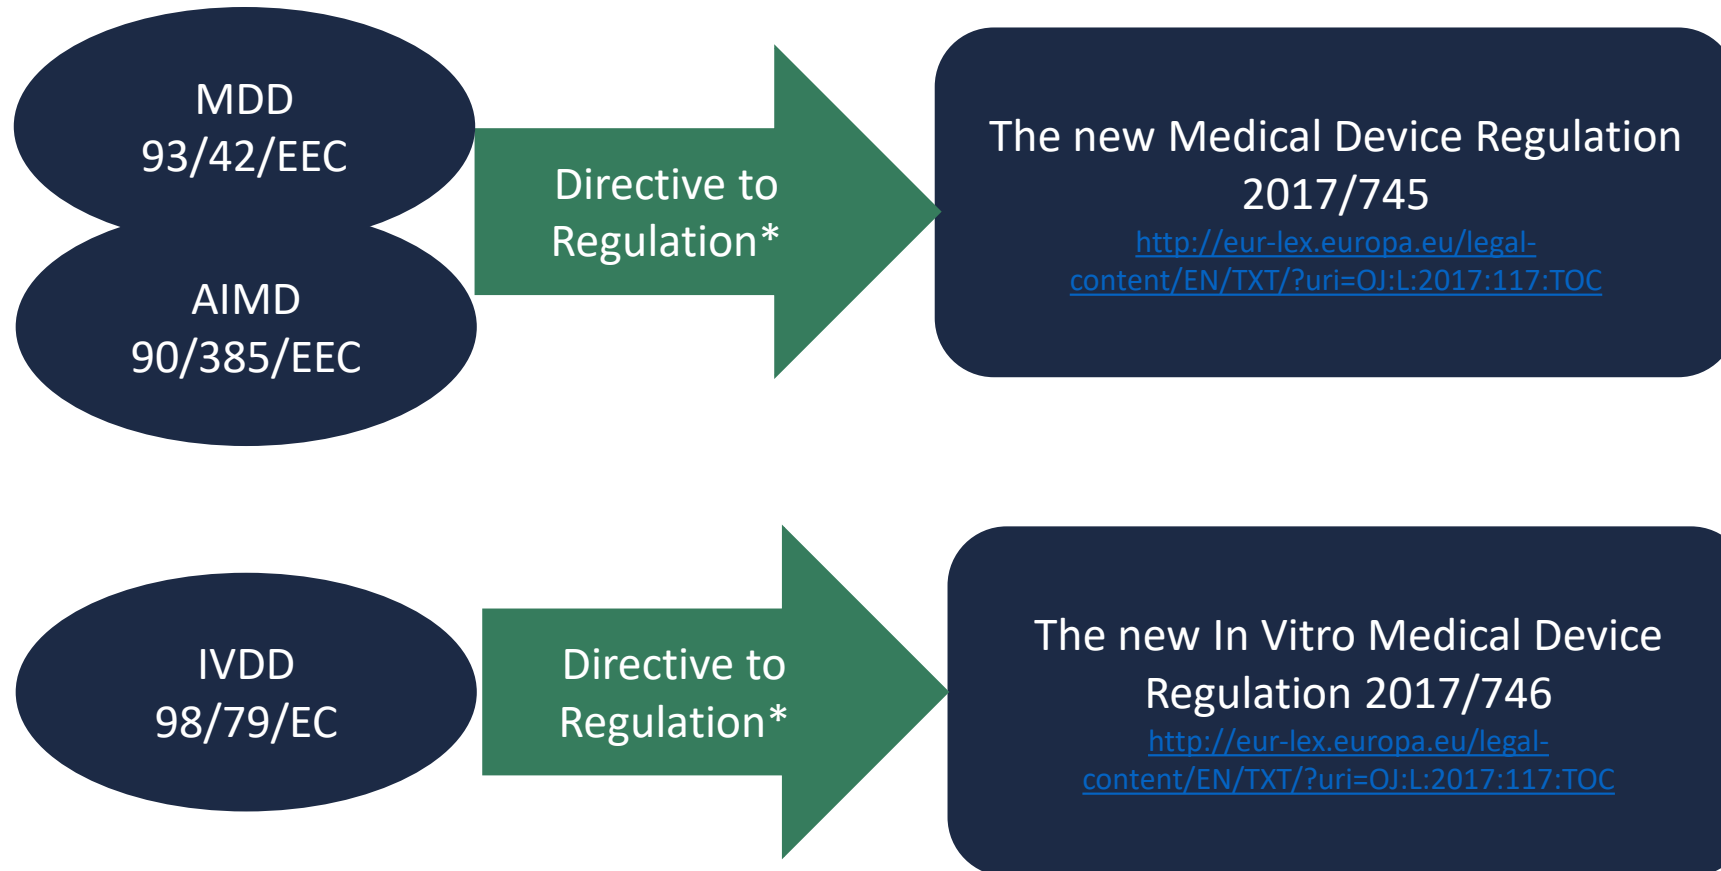 MDD
93/42/EEC
AIMD
90/385/EEC
Directive to
Regulation*
The new Medical Device Regulation
2017/745
http://eur-lex.europa.eu/legal-
content/EN/TXT/?uri=OJ:L:2017:117:TOC
IVDD
98/79/EC
Directive to
Regulation*
The new In Vitro Medical Device
Regulation 2017/746
http://eur-lex.europa.eu/legal-
content/EN/TXT/?uri=OJ:L:2017:117:TOC